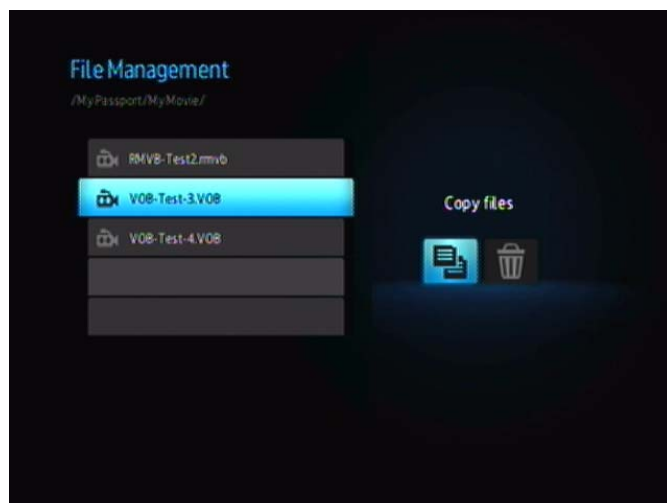 File Management
/MyPassport/MyMovie/
RMVB-Test2.rmvb
VOB-Test-3.VOB
VOB-Test-4.VOB
Copy files